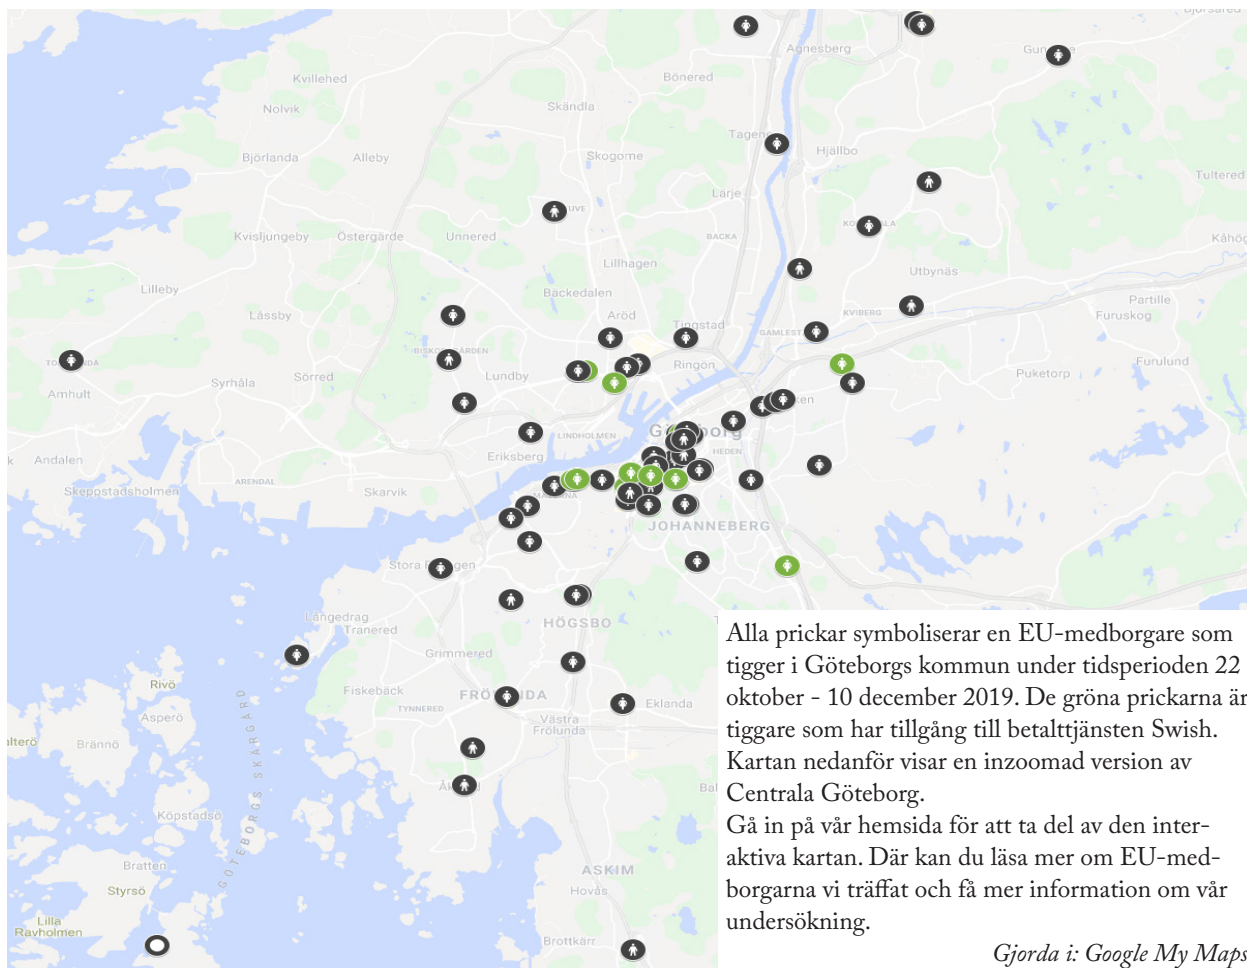 Björsared
Agnesberg
Kvillehed
Bönered
Nolvik
Skändla
Tagene
Hjällbo
Björlanda
Alleby
Skogome
Tultered
Lärje
Kvisljungeby
Östergärde
Unnered
BACKA
Kåhög
Lillhagen
Utbynäs
Lilleby
Backedalen
Partille
Låssby
Aröd
Tingstad
KVIBERG
Furuskog
Lundby
Ringön
Furulund
Syrhåla
Sörred
Puketorp
Amhult
LINDHOLMEN
Andalen
Eriksberg
HEDEN
ARENDAL
Skeppstadsholmen
Skarvik
JOHANNEBERG
Långedrag
Tranered
HÖGSBO
Grimmered
Rivö
Fiskebäck
TYNNERED
Eklanda
Asperö
Västra
Frölunda
Brännö
GÖTEBORGS SKÄRGÅRD
Köpstadsö
Bratten
ASKIM
Styrsö
Hovås
Lilla
Ravholmen
Brottkärr
Alla prickar symboliserar en EU-medborgare som
tigger i Göteborgs kommun under tidsperioden 22
oktober - 10 december 2019. De gröna prickarna är
tiggare som har tillgång till betalttjänsten Swish.
Kartan nedanför visar en inzoomad version av
Centrala Göteborg.
Gå in på vår hemsida för att ta del av den inter-
aktiva kartan. Där kan du läsa mer om EU-med-
borgarna vi träffat och få mer information om vår
undersökning.
Gjorda i: Google My Maps